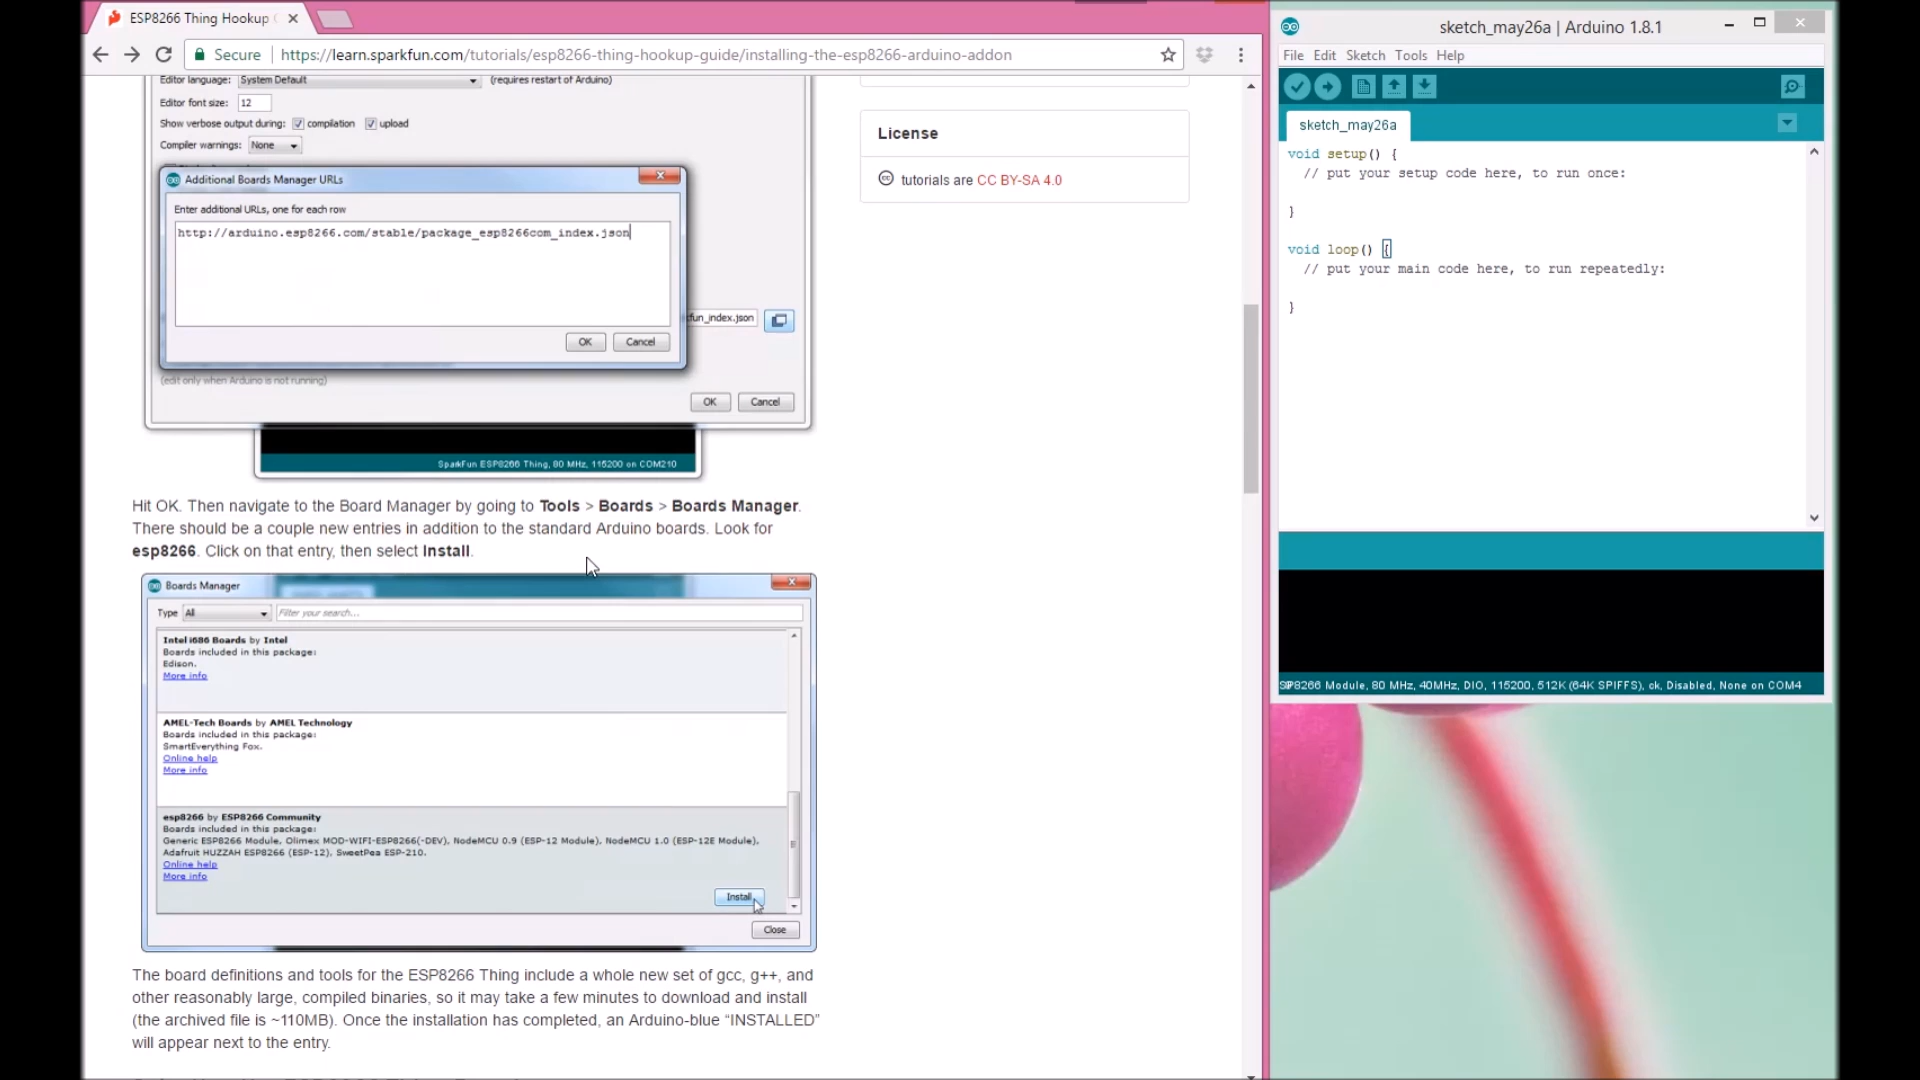 ESP8266 Thing Hookup
Secure
https://learn.sparkfun.com/tutorials/esp8266-thing-hookup-guide/installing-the-esp8266-arduino-addon
Editor language: System Default (requires restart of Arduino)
Editor font size: 12
Show verbose output during: compilation upload
Compiler warnings: None
Additional Boards Manager URLs
Enter additional URLs, one for each row
http://arduino.esp8266.com/stable/package_esp8266com_index.json
fun_index.json
OK Cancel
(edit only when Arduino is not running)
OK Cancel
SparkFun ESP8266 Thing, 80 MHz, 115200 on COM210
Hit OK. Then navigate to the Board Manager by going to Tools > Boards > Boards Manager.
There should be a couple new entries in addition to the standard Arduino boards. Look for
esp8266. Click on that entry, then select Install.
Boards Manager
Type All Filter your search...
Intel i686 Boards by Intel
Boards included in this package:
Edison.
More info
AMEL-Tech Boards by AMEL Technology
Boards included in this package:
SmartEverything Fox.
Online help
More info
esp8266 by ESP8266 Community
Boards included in this package:
Generic ESP8266 Module, Olimex MOD-WIFI-ESP8266(-DEV), NodeMCU 0.9 (ESP-12 Module), NodeMCU 1.0 (ESP-12E Module),
Adafruit HUZZAH ESP8266 (ESP-12), SweetPea ESP-210.
Online help
More info
Install
Close
The board definitions and tools for the ESP8266 Thing include a whole new set of gcc, g++, and
other reasonably large, compiled binaries, so it may take a few minutes to download and install
(the archived file is ~110MB). Once the installation has completed, an Arduino-blue “INSTALLED”
will appear next to the entry.
License
tutorials are CC BY-SA 4.0
sketch_may26a | Arduino 1.8.1
File Edit Sketch Tools Help
sketch_may26a
void setup() {
// put your setup code here, to run once:
}
void loop() {
// put your main code here, to run repeatedly:
}
8266 Module, 80 MHz, 40MHz, DIO, 115200, 512K (64K SPIFFS), ck, Disabled, None on COM4